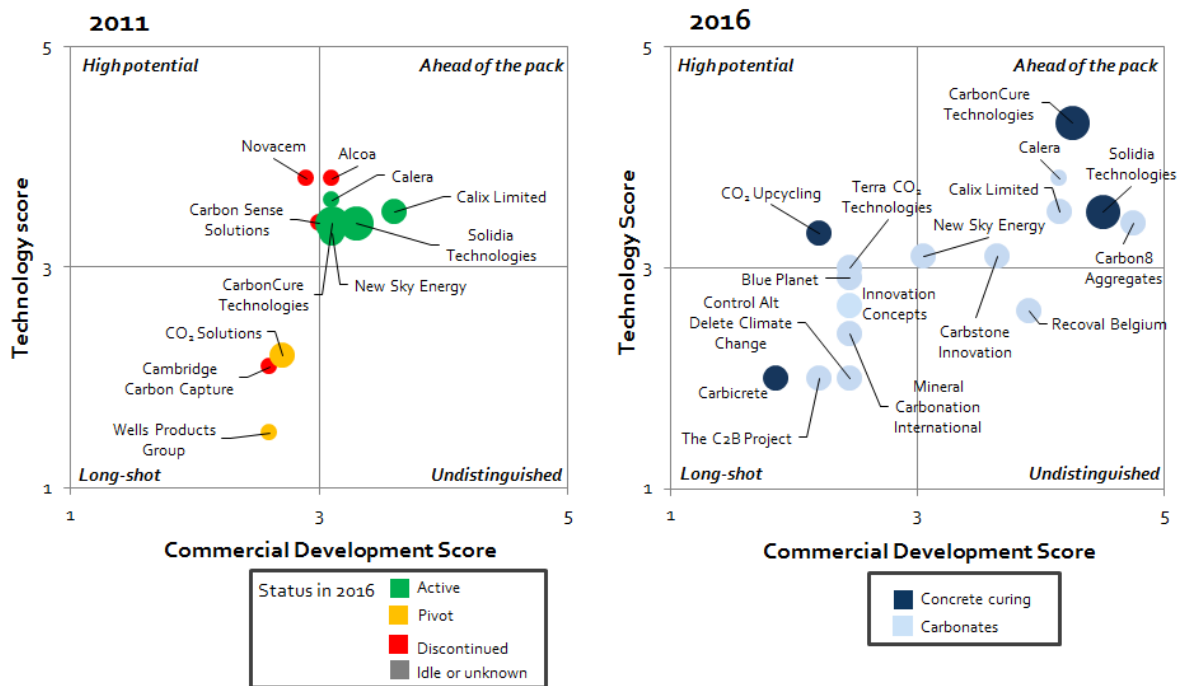 2011
5
High potential
Ahead of the pack
Novacem
Alcoa
Calera
Calix Limited
Carbon Sense
Solutions
Solidia
Technologies
3
CarbonCure
Technologies
New Sky Energy
CO₂ Solutions
Cambridge
Carbon Capture
Wells Products
Group
Long-shot
Undistinguished
1
1
3
5
Technology score
Commercial Development Score
Status in 2016
Active
Pivot
Discontinued
Idle or unknown
2016
5
High potential
Ahead of the pack
CarbonCure
Technologies
Calera
Solidia
Technologies
CO₂ Upcycling
Terra CO₂
Technologies
Calix Limited
New Sky Energy
Carbon8
Aggregates
3
Blue Planet
Innovation
Concepts
Control Alt
Delete Climate
Change
Carbstone
Innovation
Recoval Belgium
Carbicrete
Mineral
Carbonation
International
The C2B Project
Long-shot
Undistinguished
1
1
3
5
Technology Score
Commercial Development Score
Concrete curing
Carbonates